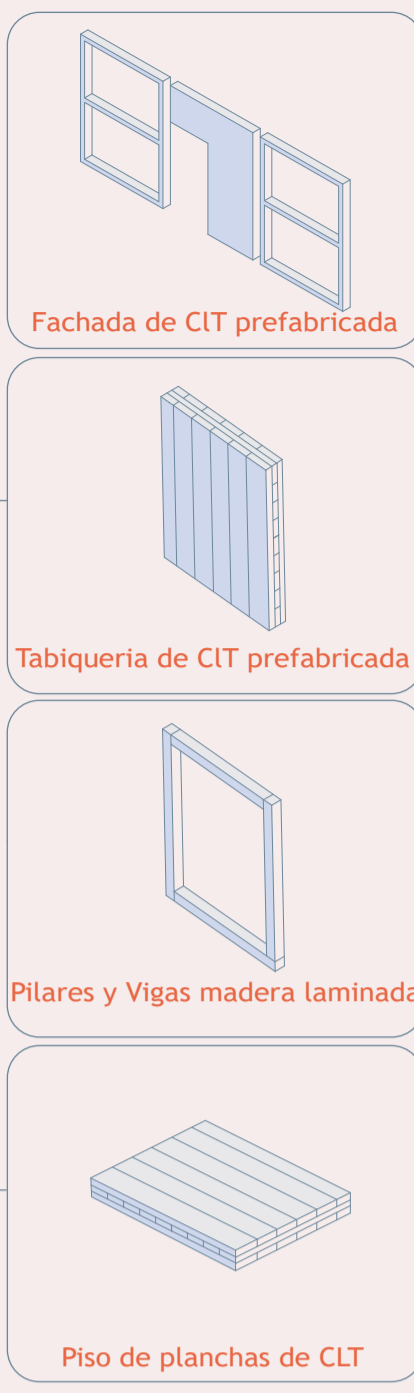 Fachada de ClT prefabricada
Tabiqueria de ClT prefabricada
Pilares y Vigas madera laminada
Piso de planchas de CLT